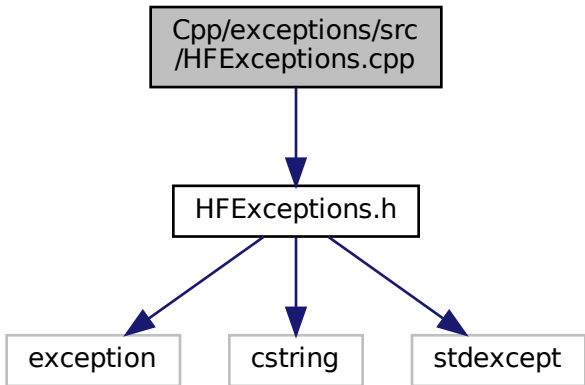 Cpp/exceptions/src
/HFExceptions.cpp
HFExceptions.h
exception
cstring
stdexcept